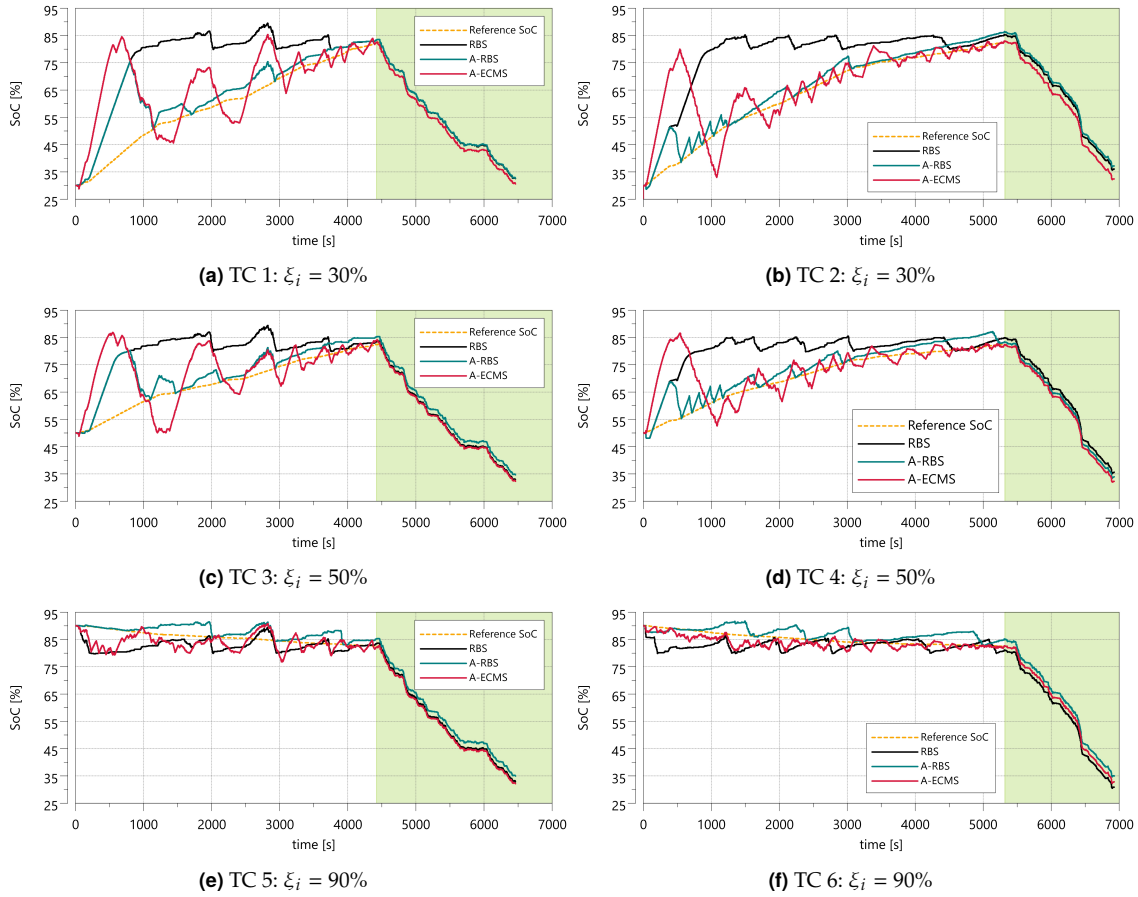 95
85
75
65
55
45
35
25
SoC [%]
0 1000 2000 3000 4000 5000 6000 7000
time [s]
Reference SoC
RBS
A-RBS
A-ECMS
(a) TC 1: ξi = 30%
95
85
75
65
55
45
35
25
SoC [%]
0 1000 2000 3000 4000 5000 6000 7000
time [s]
Reference SoC
RBS
A-RBS
A-ECMS
(b) TC 2: ξi = 30%
95
85
75
65
55
45
35
25
SoC [%]
0 1000 2000 3000 4000 5000 6000 7000
time [s]
Reference SoC
RBS
A-RBS
A-ECMS
(c) TC 3: ξi = 50%
95
85
75
65
55
45
35
25
SoC [%]
0 1000 2000 3000 4000 5000 6000 7000
time [s]
Reference SoC
RBS
A-RBS
A-ECMS
(d) TC 4: ξi = 50%
95
85
75
65
55
45
35
25
SoC [%]
0 1000 2000 3000 4000 5000 6000 7000
time [s]
Reference SoC
RBS
A-RBS
A-ECMS
(e) TC 5: ξi = 90%
95
85
75
65
55
45
35
25
SoC [%]
0 1000 2000 3000 4000 5000 6000 7000
time [s]
Reference SoC
RBS
A-RBS
A-ECMS
(f) TC 6: ξi = 90%